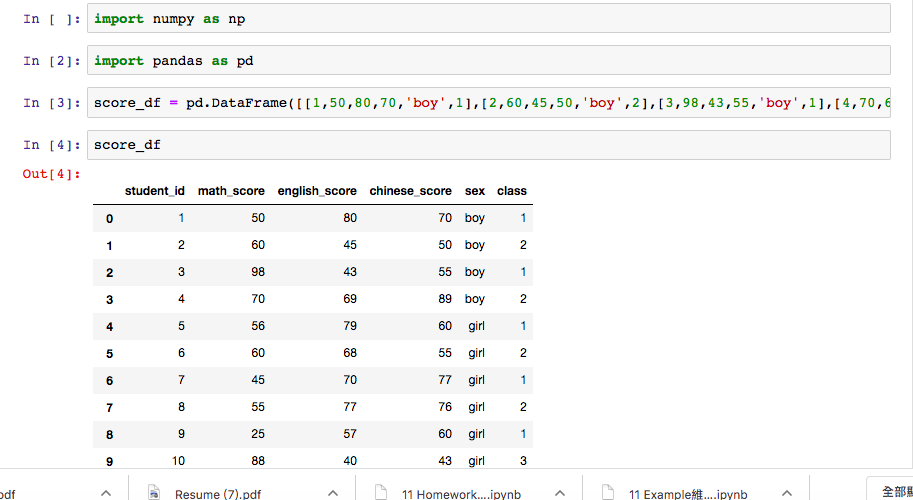 In [ ]: import numpy as np
In [2]: import pandas as pd
In [3]: score_df = pd.DataFrame([[1,50,80,70,'boy',1],[2,60,45,50,'boy',2],[3,98,43,55,'boy',1],[4,70,6
In [4]: score_df
Out[4]:
student_id math_score english_score chinese_score sex class
0 1 50 80 70 boy 1
1 2 60 45 50 boy 2
2 3 98 43 55 boy 1
3 4 70 69 89 boy 2
4 5 56 79 60 girl 1
5 6 60 68 55 girl 2
6 7 45 70 77 girl 1
7 8 55 77 76 girl 2
8 9 25 57 60 girl 1
9 10 88 40 43 girl 3
odf Resume (7).pdf 11 Homework....ipynb 11 Example維....ipynb 全部